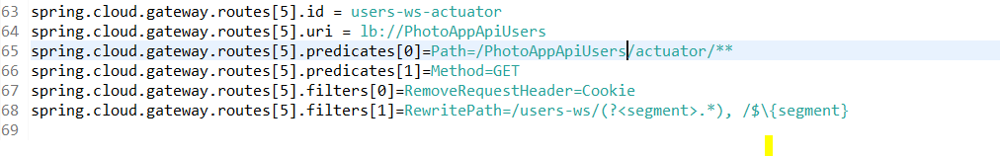 63 spring.cloud.gateway.routes[5].id = users-ws-actuator
64 spring.cloud.gateway.routes[5].uri = lb://PhotoAppApiUsers
65 spring.cloud.gateway.routes[5].predicates[0]=Path=/PhotoAppApiUsers/actuator/**
66 spring.cloud.gateway.routes[5].predicates[1]=Method=GET
67 spring.cloud.gateway.routes[5].filters[0]=RemoveRequestHeader=Cookie
68 spring.cloud.gateway.routes[5].filters[1]=RewritePath=/users-ws/(?<segment>.*), /$\{segment}
69